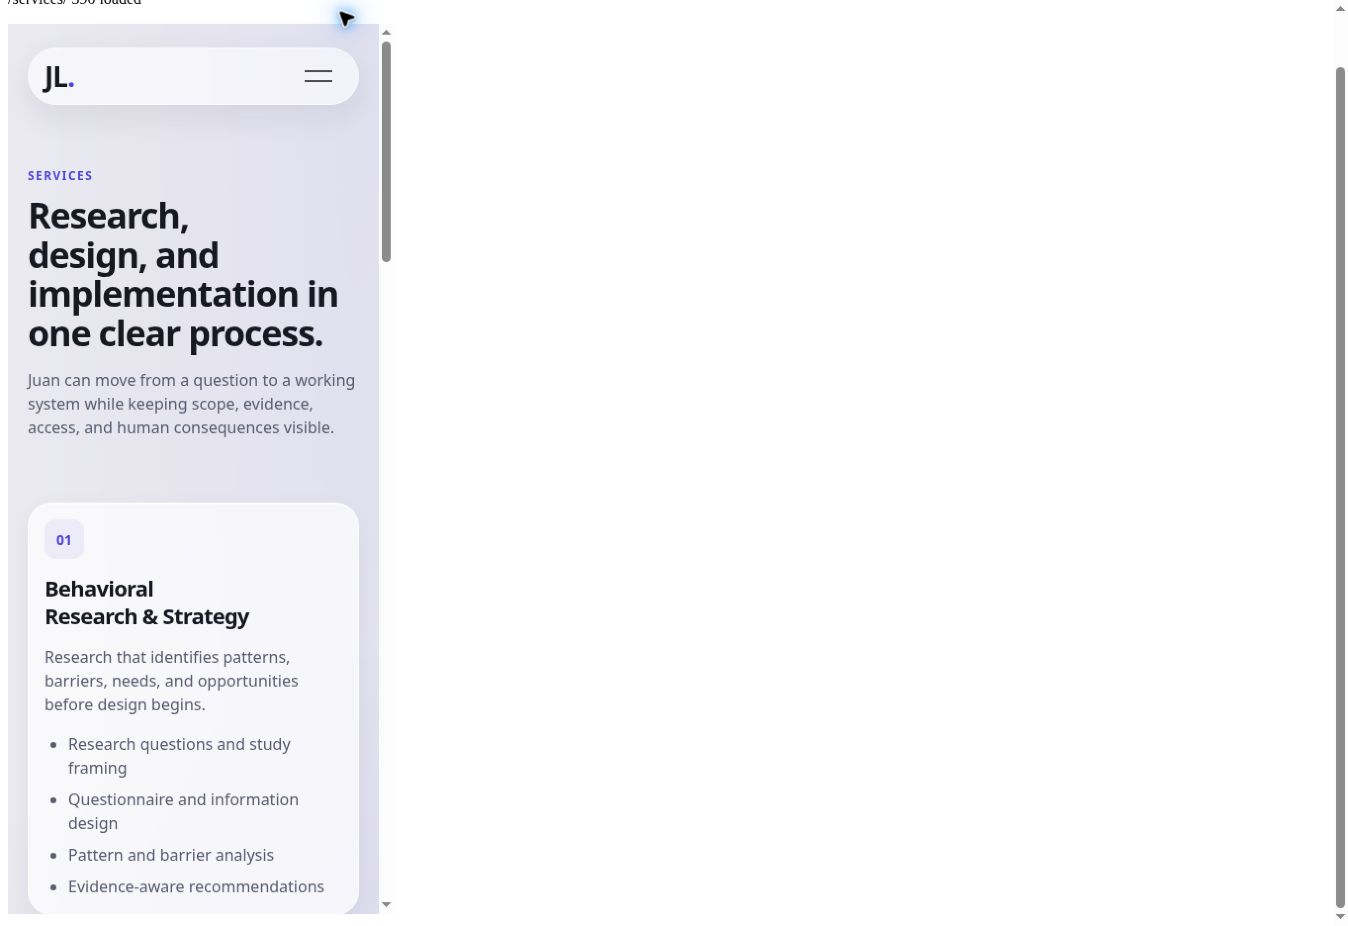 /services/ 390 loaded
JL.
SERVICES
Research,
design, and
implementation in
one clear process.
Juan can move from a question to a working
system while keeping scope, evidence,
access, and human consequences visible.
01
Behavioral
Research & Strategy
Research that identifies patterns,
barriers, needs, and opportunities
before design begins.
Research questions and study
framing
Questionnaire and information
design
Pattern and barrier analysis
Evidence-aware recommendations